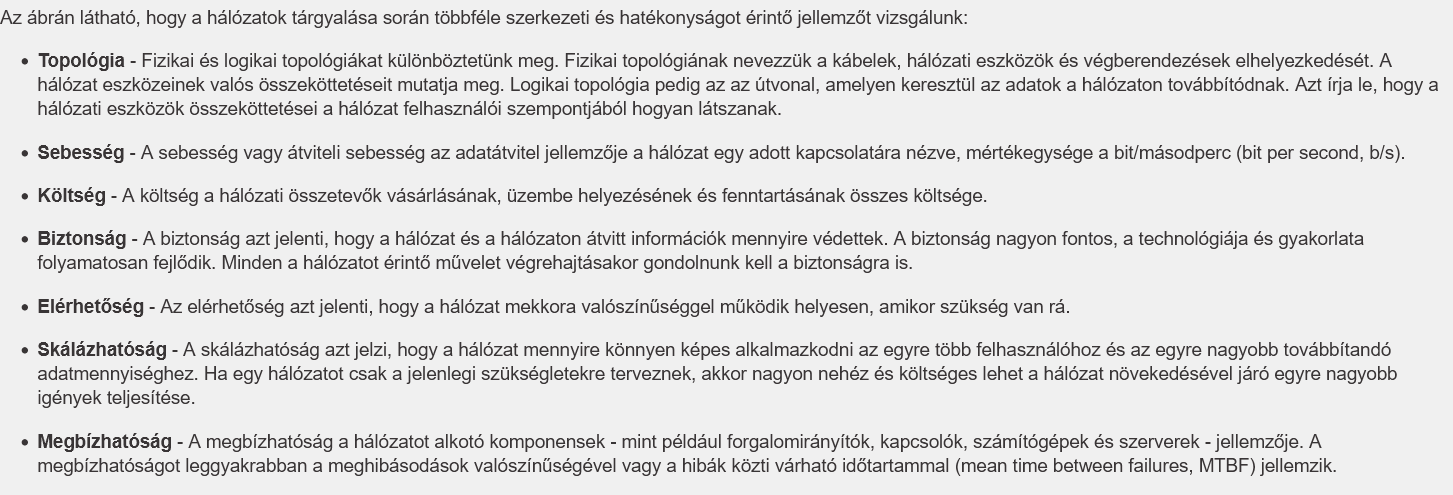 Az ábrán látható, hogy a hálózatok tárgyalása során többféle szerkezeti és hatékonyságot érintő jellemzőt vizsgálunk:
• Topológia - Fizikai és logikai topológiákat különböztetünk meg. Fizikai topológiának nevezzük a kábelek, hálózati eszközök és végberendezések elhelyezkedését. A
hálózat eszközeinek valós összeköttetéseit mutatja meg. Logikai topológia pedig az az útvonal, amelyen keresztül az adatok a hálózaton továbbítódnak. Azt írja le, hogy a
hálózati eszközök összeköttetései a hálózat felhasználói szempontjából hogyan látszanak.
• Sebesség - A sebesség vagy átviteli sebesség az adatátvitel jellemzője a hálózat egy adott kapcsolatára nézve, mértékegysége a bit/másodperc (bit per second, b/s).
• Költség - A költség a hálózati összetevők vásárlásának, üzembe helyezésének és fenntartásának összes költsége.
• Biztonság - A biztonság azt jelenti, hogy a hálózat és a hálózaton átvitt információk mennyire védettek. A biztonság nagyon fontos, a technológiája és gyakorlata
folyamatosan fejlődik. Minden a hálózatot érintő művelet végrehajtásakor gondolnunk kell a biztonságra is.
• Elérhetőség - Az elérhetőség azt jelenti, hogy a hálózat mekkora valószínűséggel működik helyesen, amikor szükség van rá.
• Skálázhatóság - A skálázhatóság azt jelzi, hogy a hálózat mennyire könnyen képes alkalmazkodni az egyre több felhasználóhoz és az egyre nagyobb továbbítandó
adatmennyiséghez. Ha egy hálózatot csak a jelenlegi szükségletekre terveznek, akkor nagyon nehéz és költséges lehet a hálózat növekedésével járó egyre nagyobb
igények teljesítése.
• Megbízhatóság - A megbízhatóság a hálózatot alkotó komponensek - mint például forgalomirányítók, kapcsolók, számítógépek és szerverek - jellemzője. A
megbízhatóságot leggyakrabban a meghibásodások valószínűségével vagy a hibák közti várható időtartammal (mean time between failures, MTBF) jellemzik.